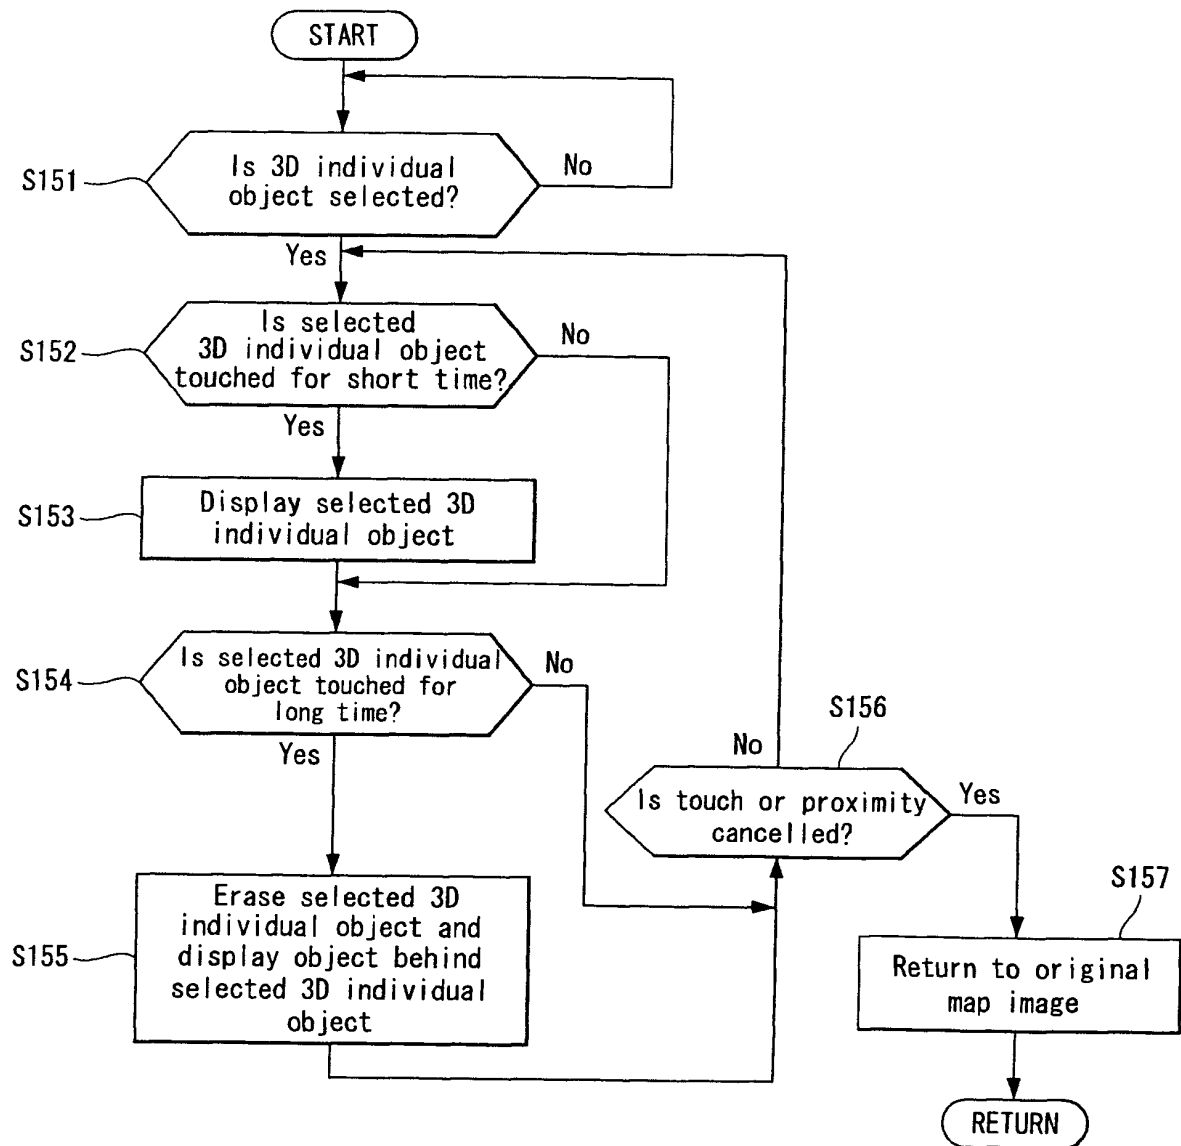 START
Is 3D individual
object selected?
No
S151
Yes
Is selected
3D individual object
touched for short time?
No
S152
Yes
Display selected 3D
individual object
S153
Is selected 3D individual
object touched for
long time?
No
S154
Yes
S156
No
Is touch or proximity
cancelled?
Yes
S157
Erase selected 3D
individual object and
display object behind
selected 3D individual
object
S155
Return to original
map image
RETURN